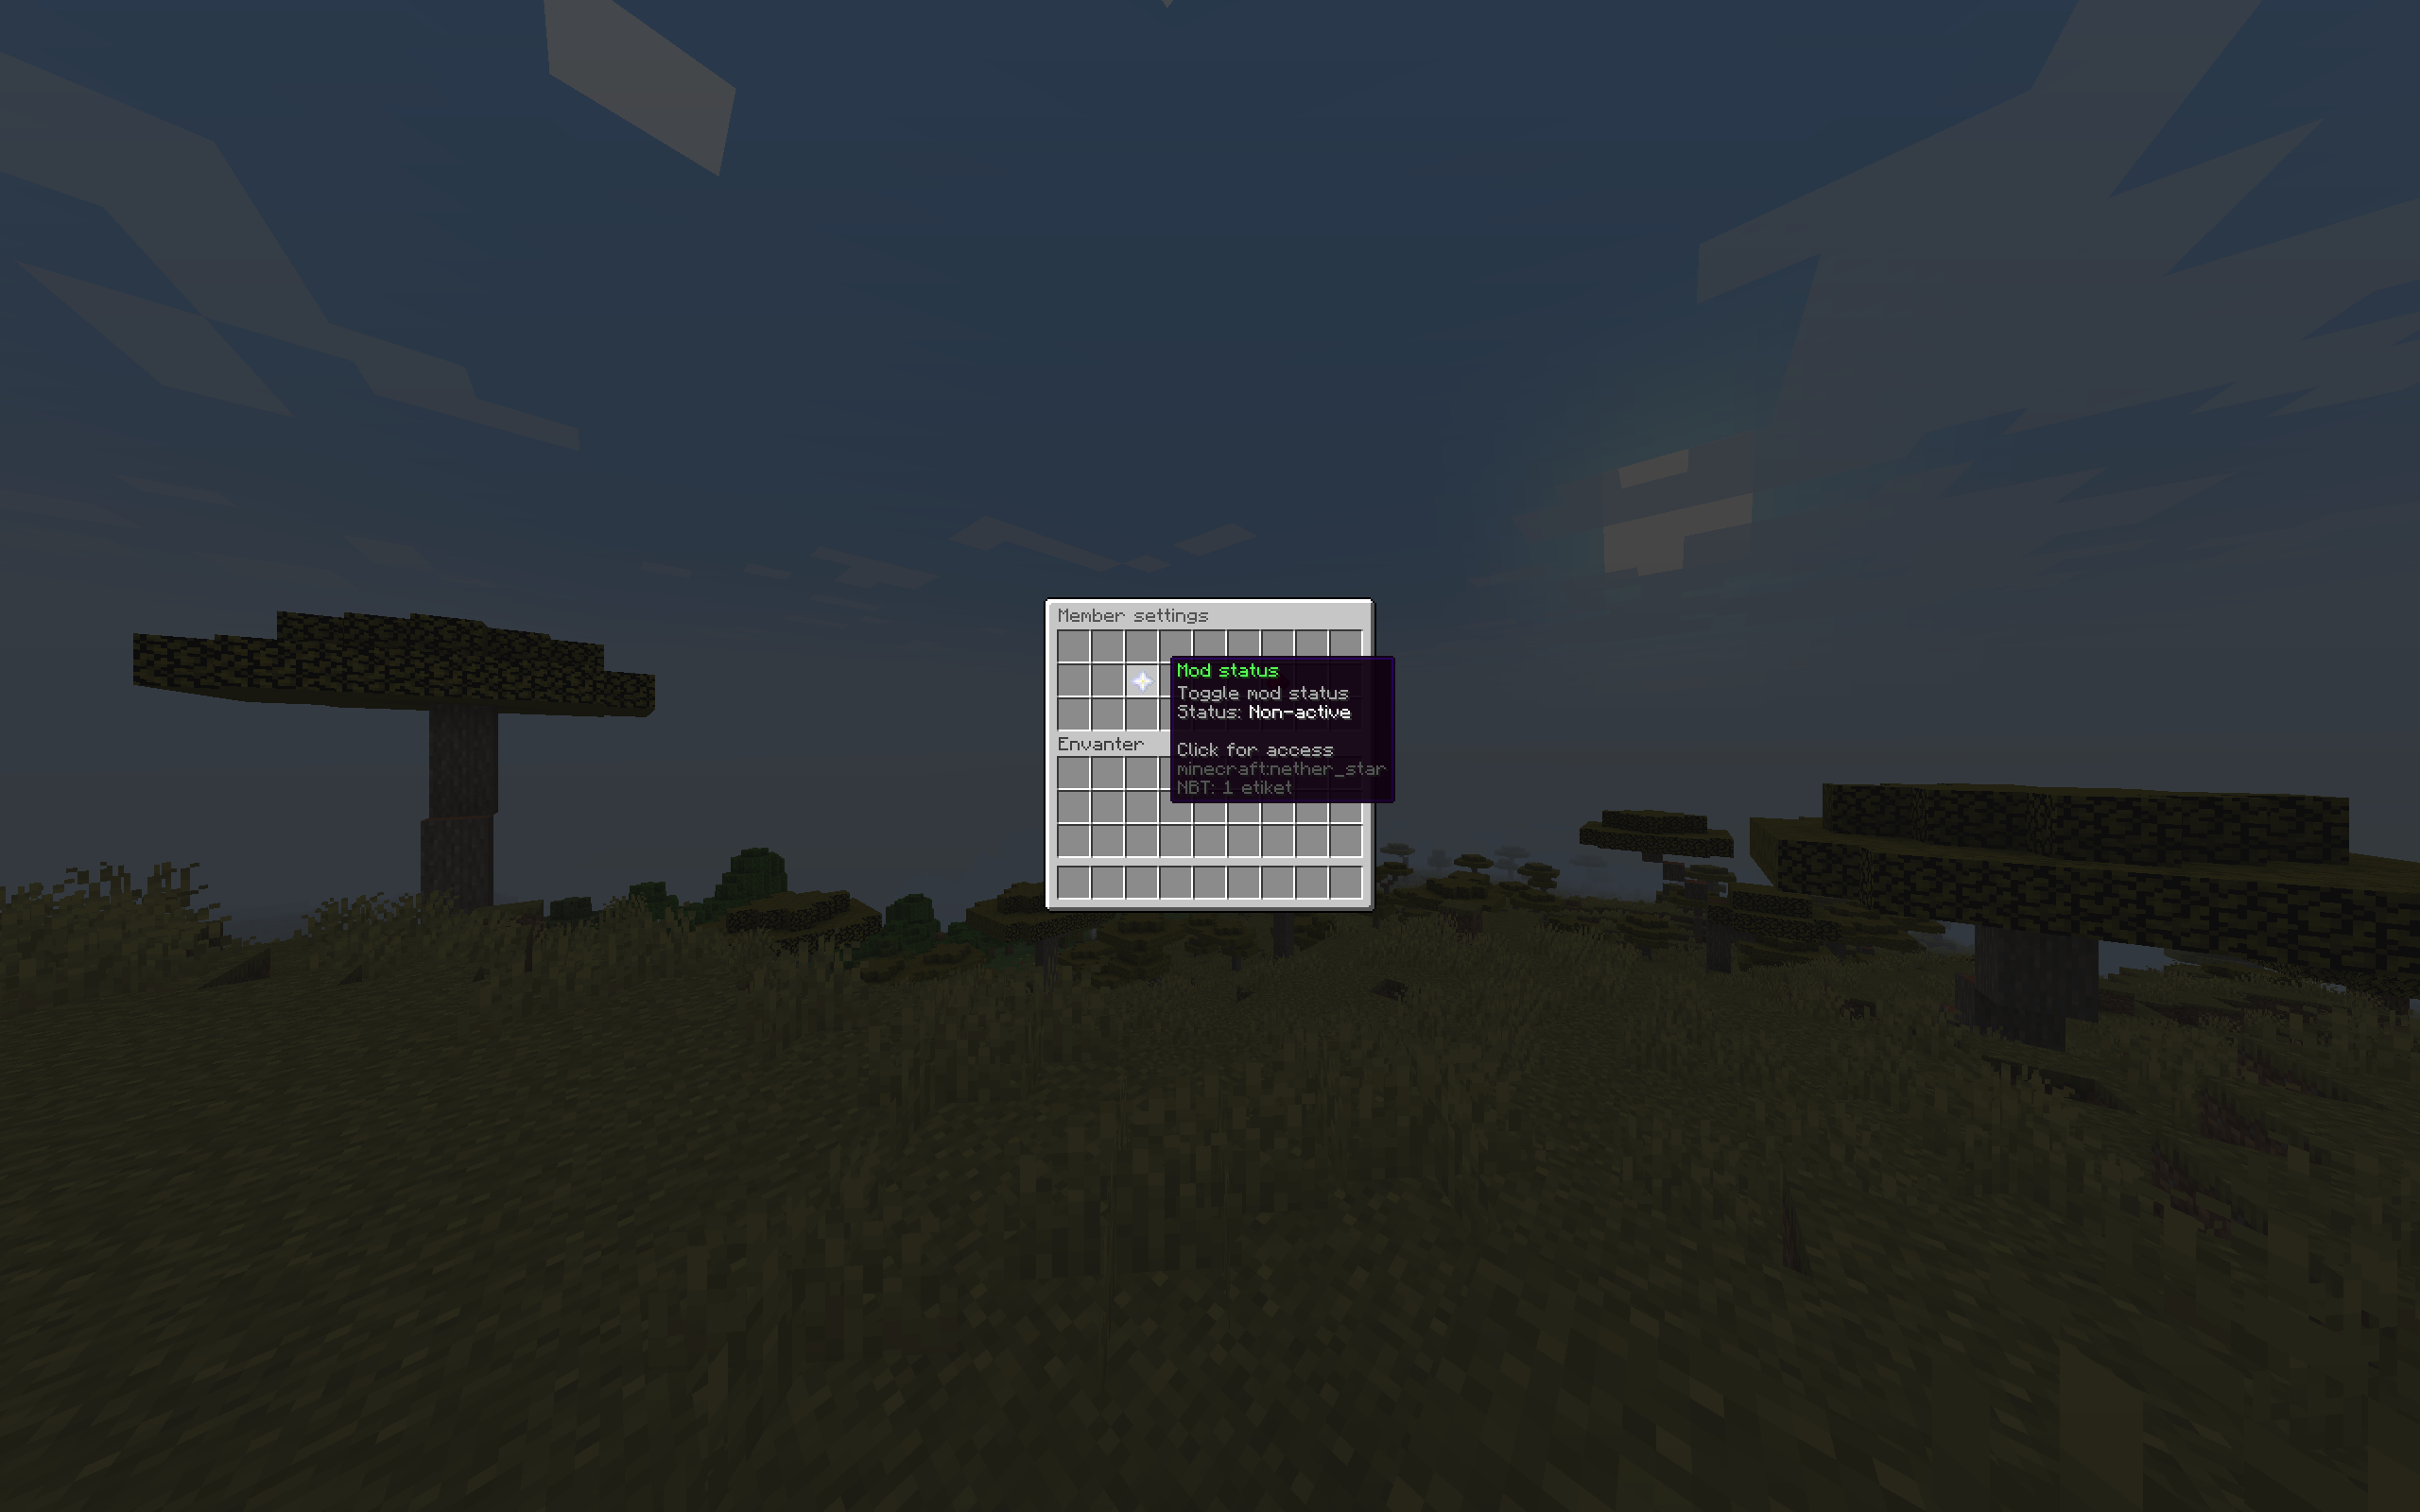 Member settings
Mod status
Toggle mod status
Status: Non-active
Click for access
minecraft:nether_star
NBT: 1 etiket
Envanter